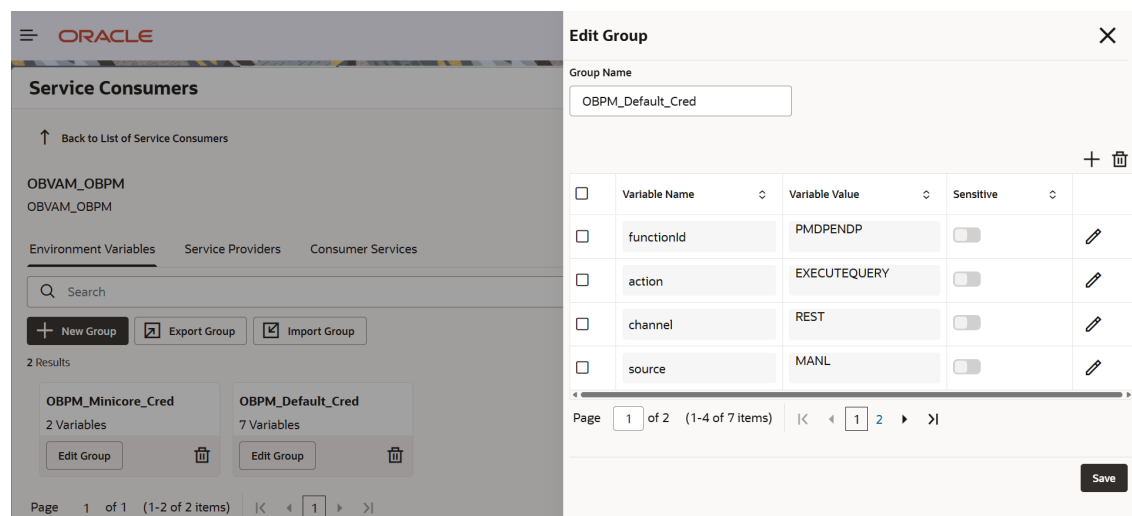 ORACLE
Service Consumers
Back to List of Service Consumers
OBVAM_OBPM
OBVAM_OBPM
Environment Variables Service Providers Consumer Services
Search
New Group Export Group Import Group
2 Results
OBPM_Minicore_Cred OBPM_Default_Cred
2 Variables 7 Variables
Edit Group Edit Group
Page 1 of 1 (1-2 of 2 items) 1
Edit Group
Group Name
OBPM_Default_Cred
Variable Name Variable Value Sensitive
functionId PMDPENDP
action EXECUTEQUERY
channel REST
source MANL
Page 1 of 2 (1-4 of 7 items) 1 2
Save